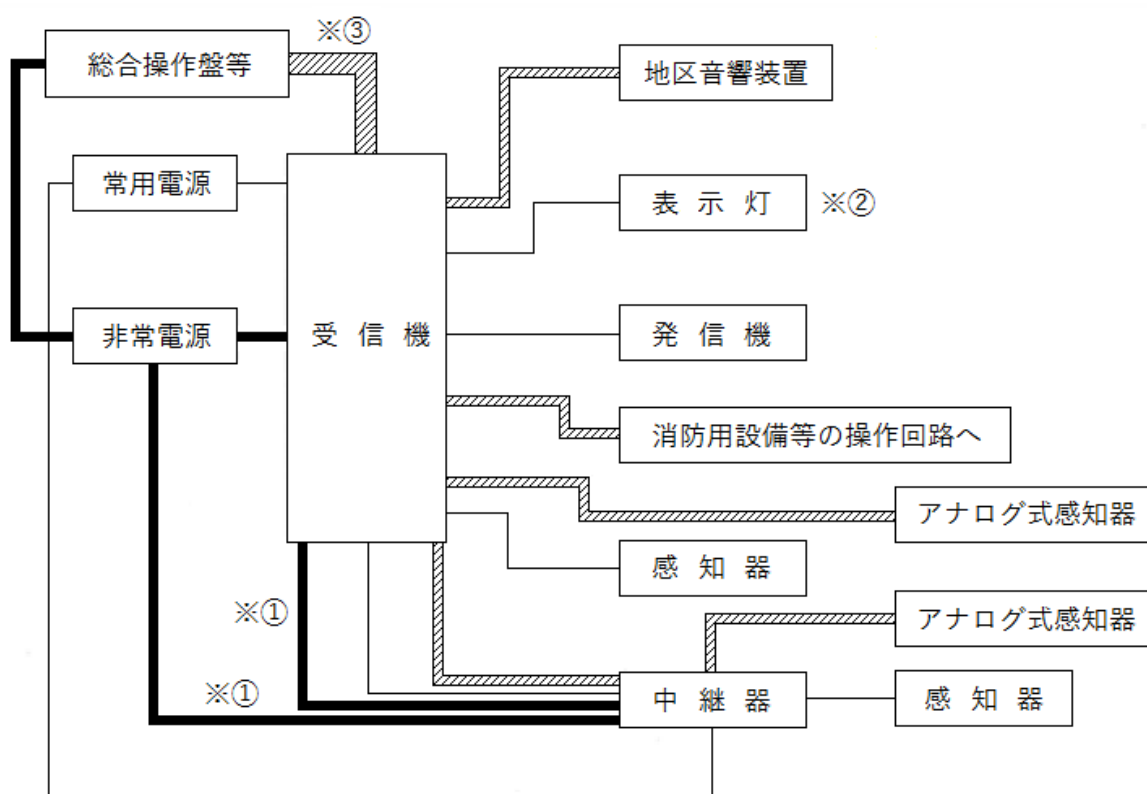 ※③
総合操作盤等
地区音響装置
常用電源
表示灯
※②
非常電源
受信機
発信機
消防用設備等の操作回路へ
アナログ式感知器
感知器
※①
アナログ式感知器
※①
中継器
感知器